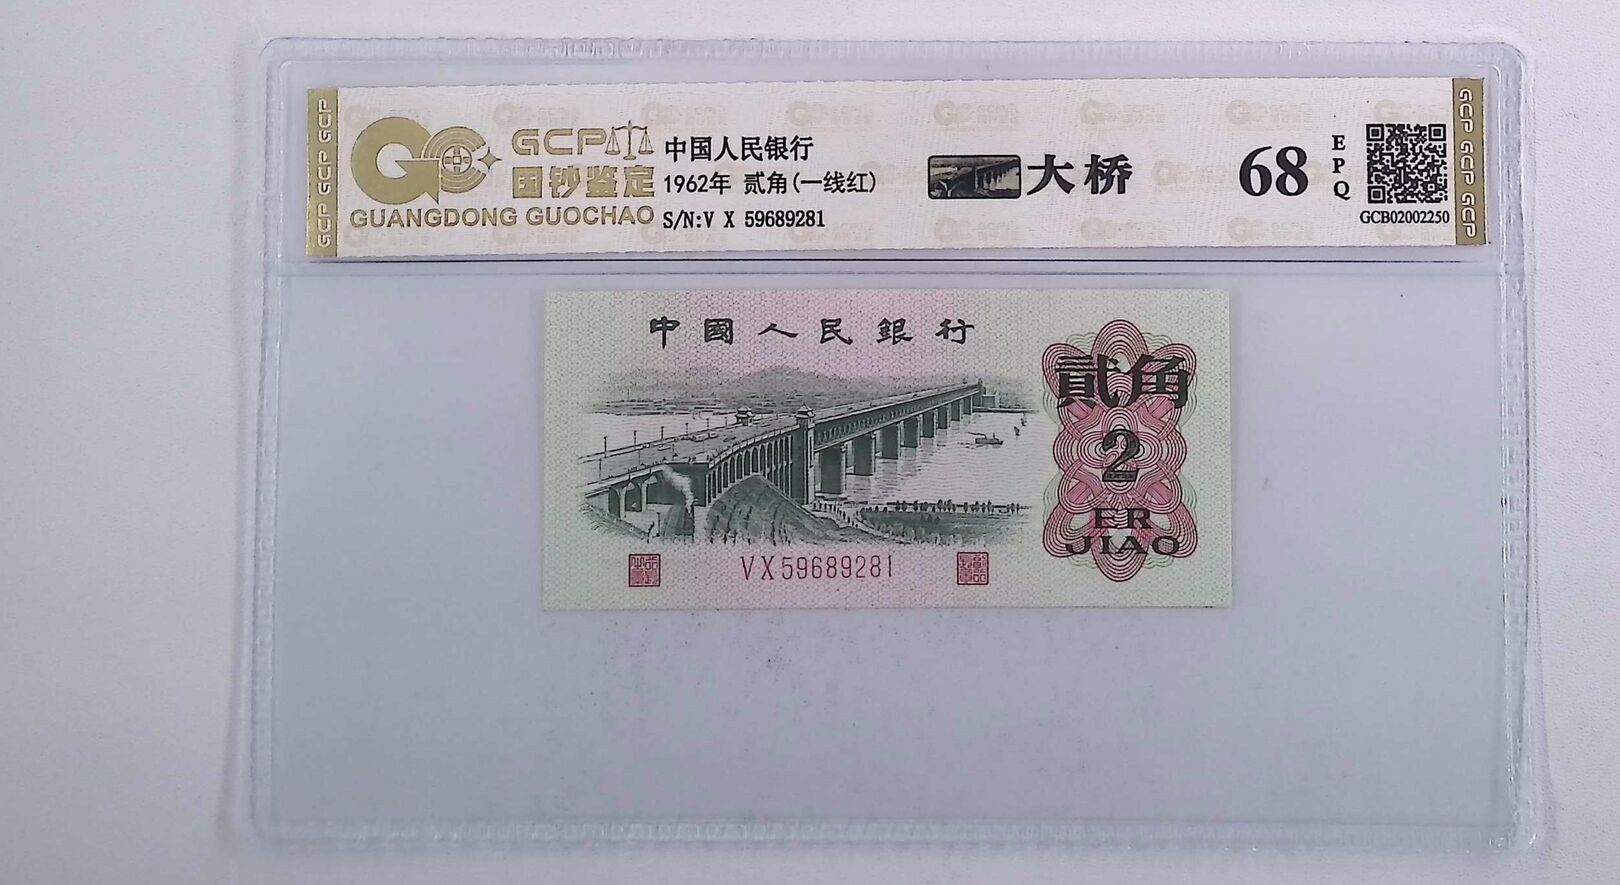 GCP GCP GCP
GCP
国钞鉴定
GUANGDONG GUOCHAO
中国人民银行
1962年 贰角(一线红)
S/N:V X 59689281
大桥
68
EPQ
GCB02002250
GCP GCP GCP
中國人民銀行
貳角
2
ER
JIAO
VX59689281